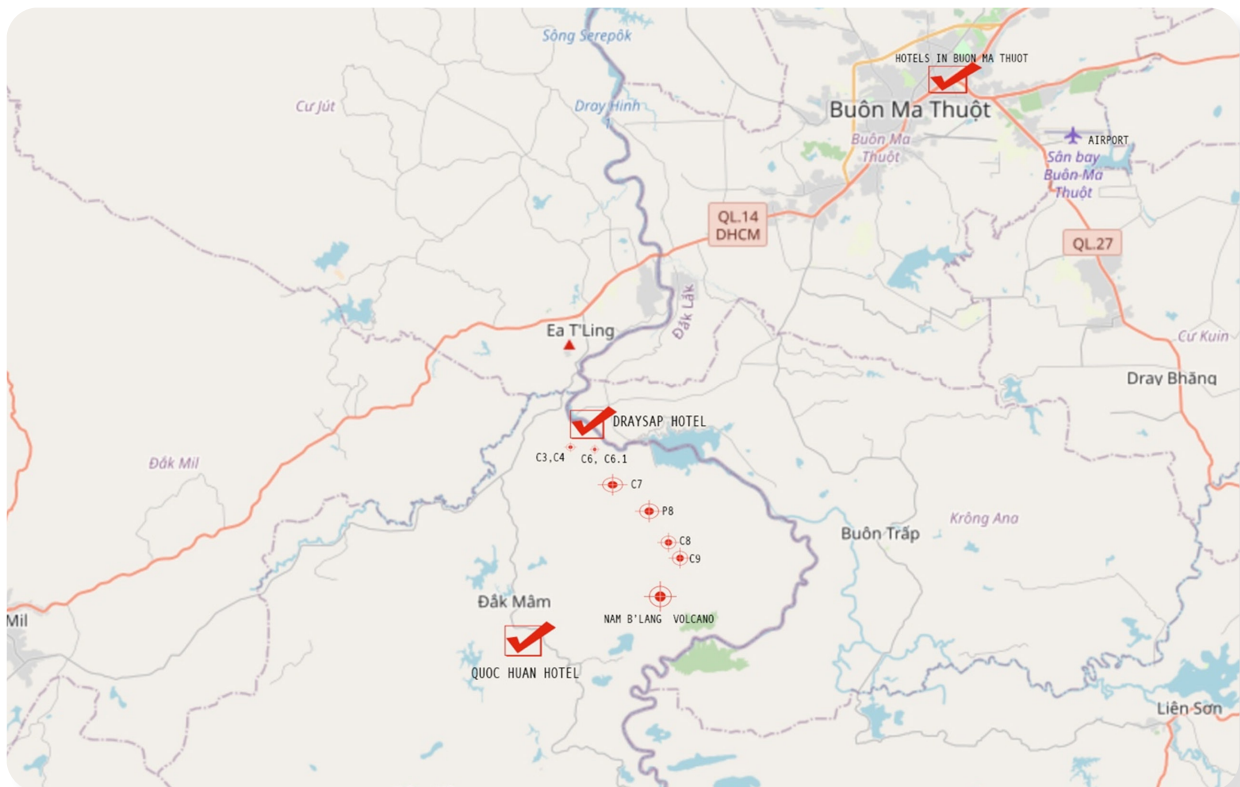 Sông Serepôk
HOTELS IN BUON MA THUOT
Cư Jút
Dray Hinh
Buôn Ma Thuột
AIRPORT
Buôn Ma
Thuột
Sân bay
Buôn Ma
Thuột
QL.14
DHCM
QL.27
Đắk Lắk
Ea T'Ling
Cư Kuin
Dray Bhăng
DRAYSAP HOTEL
C3,C4
C6, C6.1
Đắk Mil
C7
P8
Krông Ana
Buôn Trấp
C8
C9
Đắk Mâm
Mil
NAM B'LANG VOLCANO
QUOC HUAN HOTEL
Liên Sơn